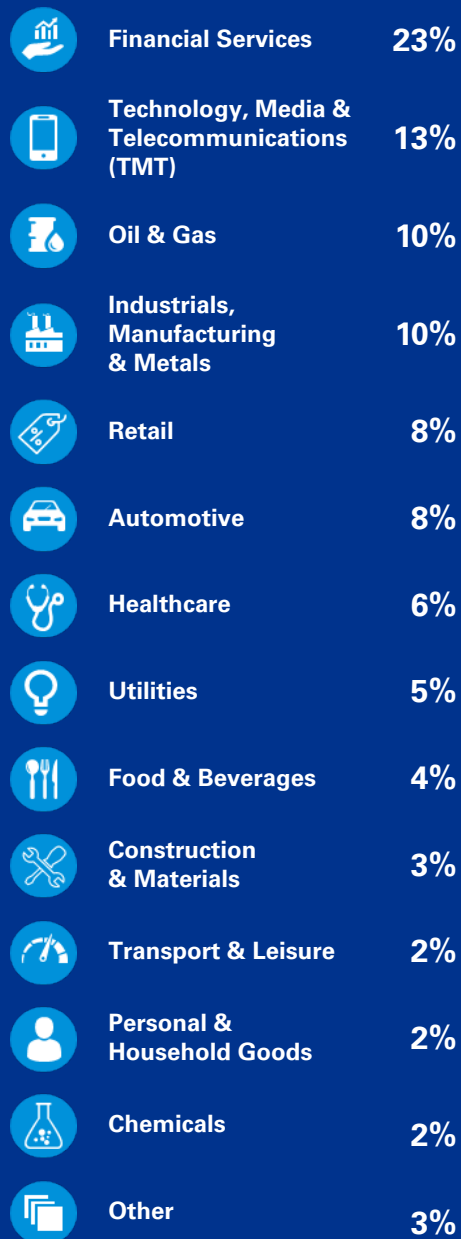 Financial Services 23%
Technology, Media &
Telecommunications 13%
(TMT)
Oil & Gas 10%
Industrials,
Manufacturing 10%
& Metals
Retail 8%
Automotive 8%
Healthcare 6%
Utilities 5%
Food & Beverages 4%
Construction
& Materials 3%
Transport & Leisure 2%
Personal &
Household Goods 2%
Chemicals 2%
Other 3%